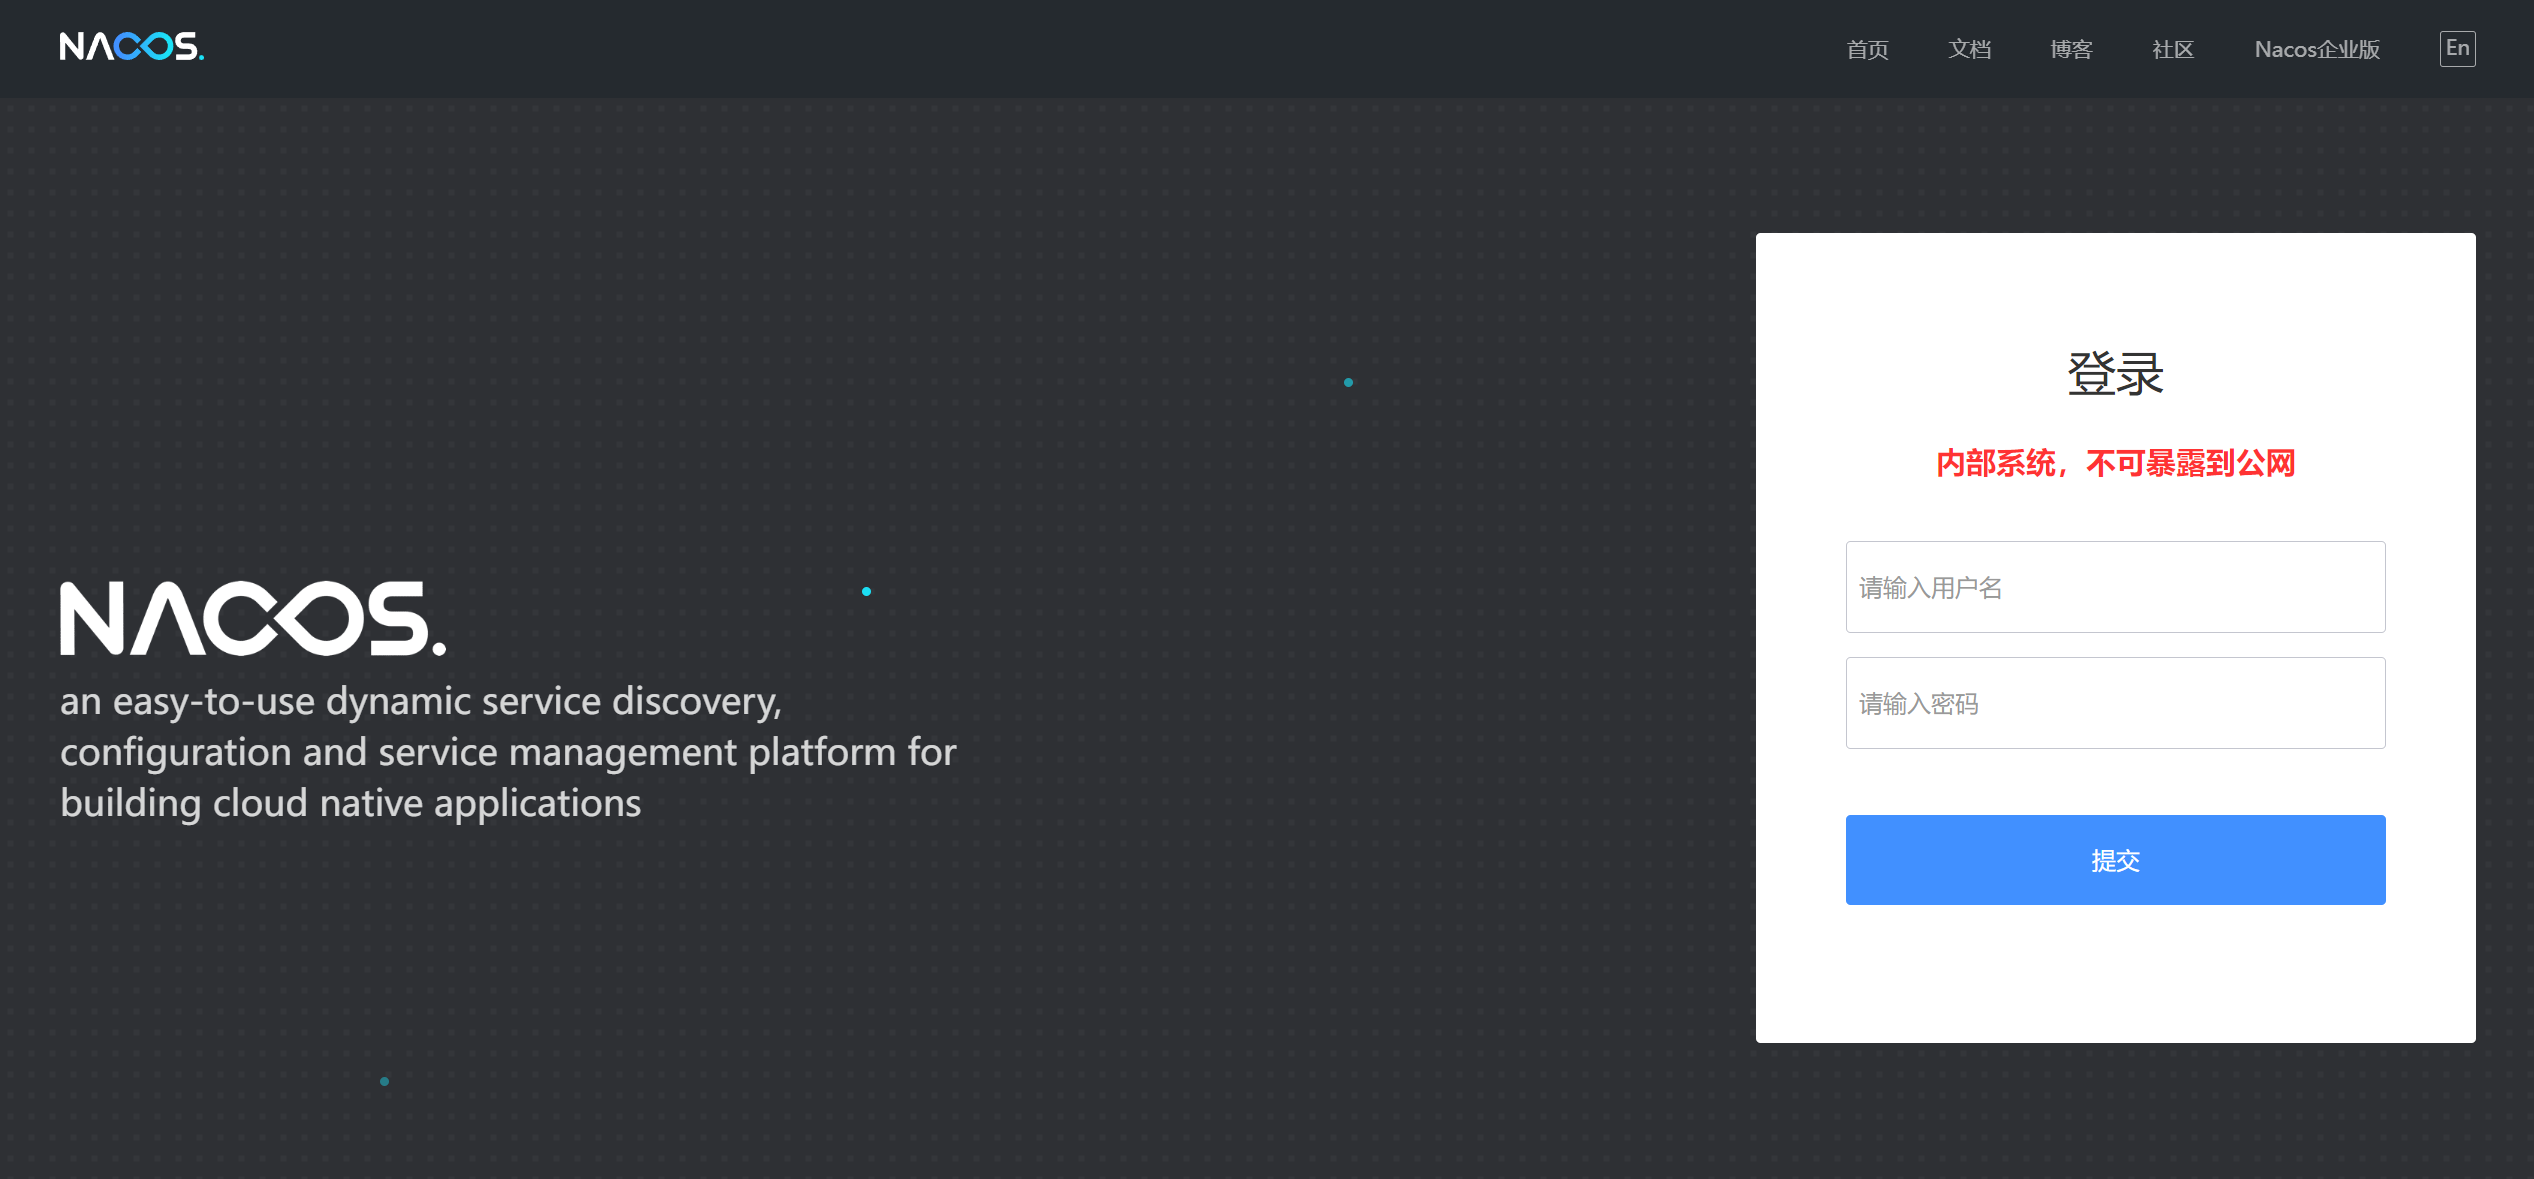 NACOS.
首页 文档 博客 社区 Nacos企业版 En
登录
内部系统，不可暴露到公网
请输入用户名
请输入密码
提交
NACOS.
an easy-to-use dynamic service discovery,
configuration and service management platform for
building cloud native applications